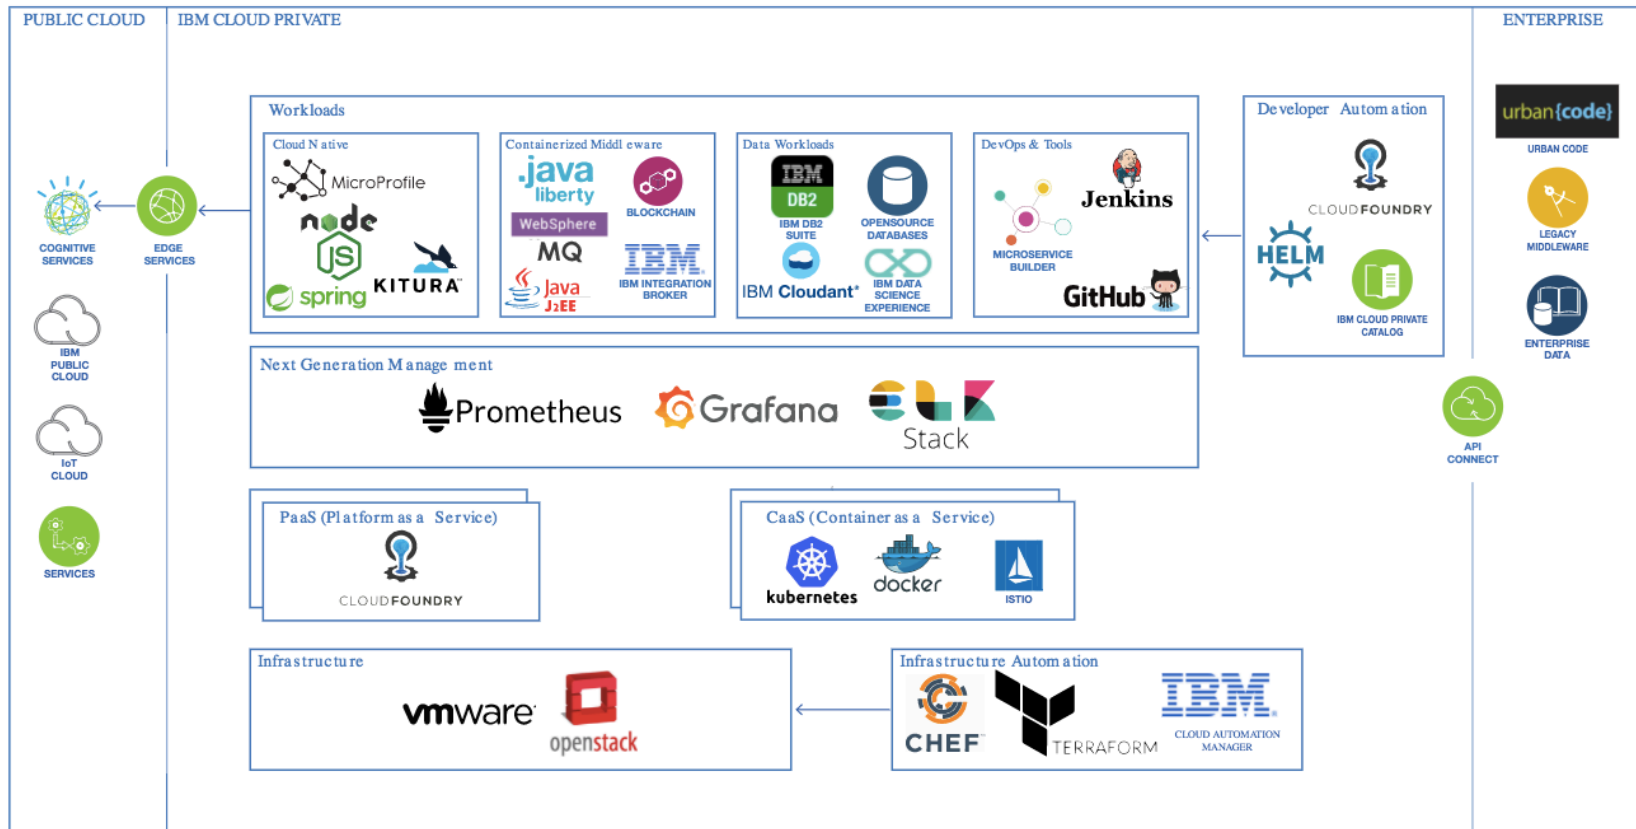 PUBLIC CLOUD
IBM CLOUD PRIVATE
ENTERPRISE
COGNITIVE
SERVICES
EDGE
SERVICES
IBM
PUBLIC
CLOUD
IoT
CLOUD
SERVICES
Workloads
Cloud Native
MicroProfile
node
JS
KITURA
spring
Containerized Middleware
.java
liberty
BLOCKCHAIN
WebSphere
MQ
IBM
IBM INTEGRATION
BROKER
Java
J2EE
Data Workloads
IBM
DB2
IBM DB2
SUITE
OPENSOURCE
DATABASES
IBM Cloudant
IBM DATA
SCIENCE
EXPERIENCE
DevOps & Tools
Jenkins
MICROSERVICE
BUILDER
GitHub
Developer Automation
CLOUDFOUNDRY
HELM
IBM CLOUD PRIVATE
CATALOG
urban{code}
URBAN CODE
LEGACY
MIDDLEWARE
ENTERPRISE
DATA
API
CONNECT
Next Generation Management
Prometheus
Grafana
ELK
Stack
PaaS (Platform as a Service)
CLOUDFOUNDRY
CaaS (Container as a Service)
kubernetes
docker
ISTIO
Infrastructure
vmware
openstack
Infrastructure Automation
CHEF
TERRAFORM
IBM
CLOUD AUTOMATION
MANAGER